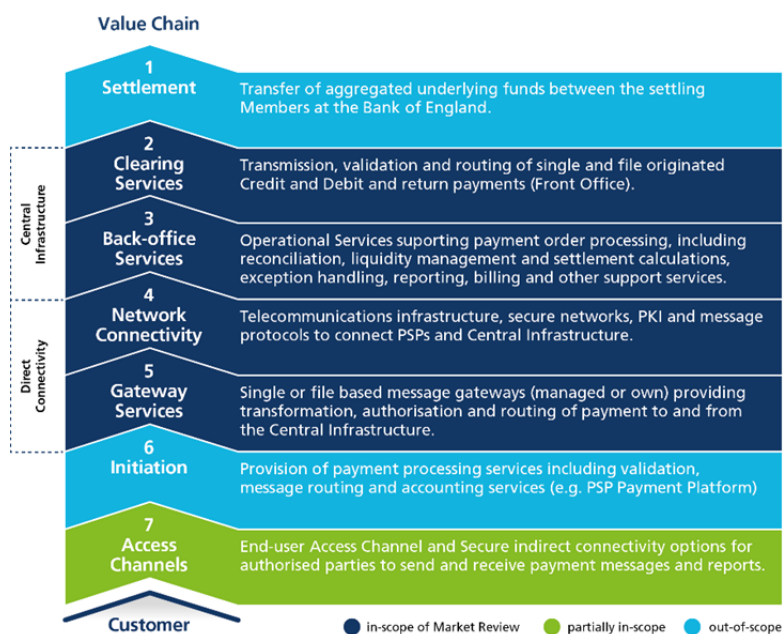 Value Chain
1
Settlement
Transfer of aggregated underlying funds between the settling
Members at the Bank of England.
Central
Infrastructure
2
Clearing
Services
Transmission, validation and routing of single and file originated
Credit and Debit and return payments (Front Office).
3
Back-office
Services
Operational Services suporting payment order processing, including
reconciliation, liquidity management and settlement calculations,
exception handling, reporting, billing and other support services.
Direct
Connectivity
4
Network
Connectivity
Telecommunications infrastructure, secure networks, PKI and message
protocols to connect PSPs and Central Infrastructure.
5
Gateway
Services
Single or file based message gateways (managed or own) providing
transformation, authorisation and routing of payment to and from
the Central Infrastructure.
6
Initiation
Provision of payment processing services including validation,
message routing and accounting services (e.g. PSP Payment Platform)
7
Access
Channels
End-user Access Channel and Secure indirect connectivity options for
authorised parties to send and receive payment messages and reports.
Customer
in-scope of Market Review
partially in-scope
out-of-scope